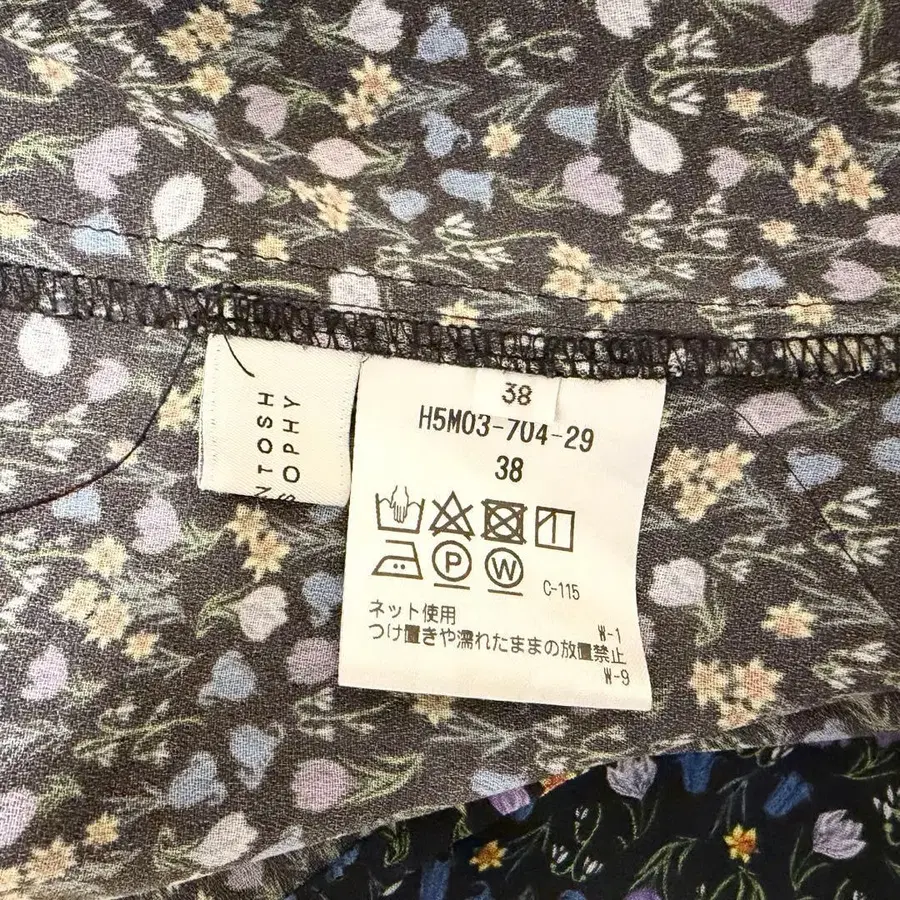 NTOSH
SOPHY
38
H5M03-704-29
38
P W C-115
ネット使用
W-1
つけ置きや濡れたままの放置禁止
W-9